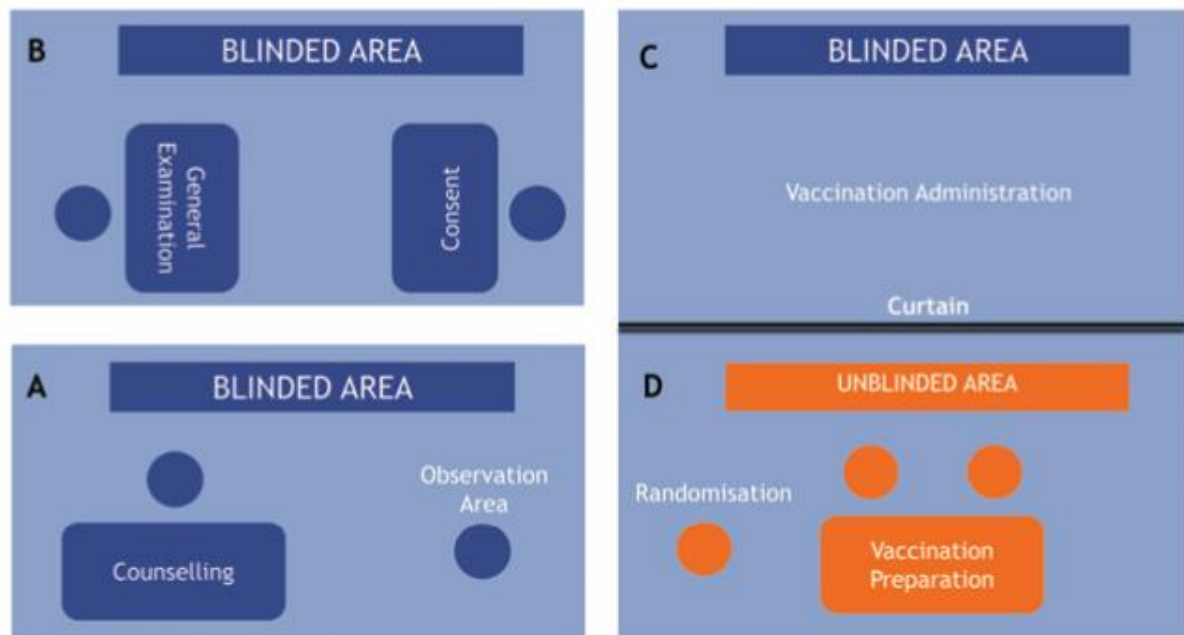 B
BLINDED AREA
General
Examination
Consent
C
BLINDED AREA
Vaccination Administration
Curtain
A
BLINDED AREA
Observation
Area
Counselling
D
UNBLINDED AREA
Randomisation
Vaccination
Preparation